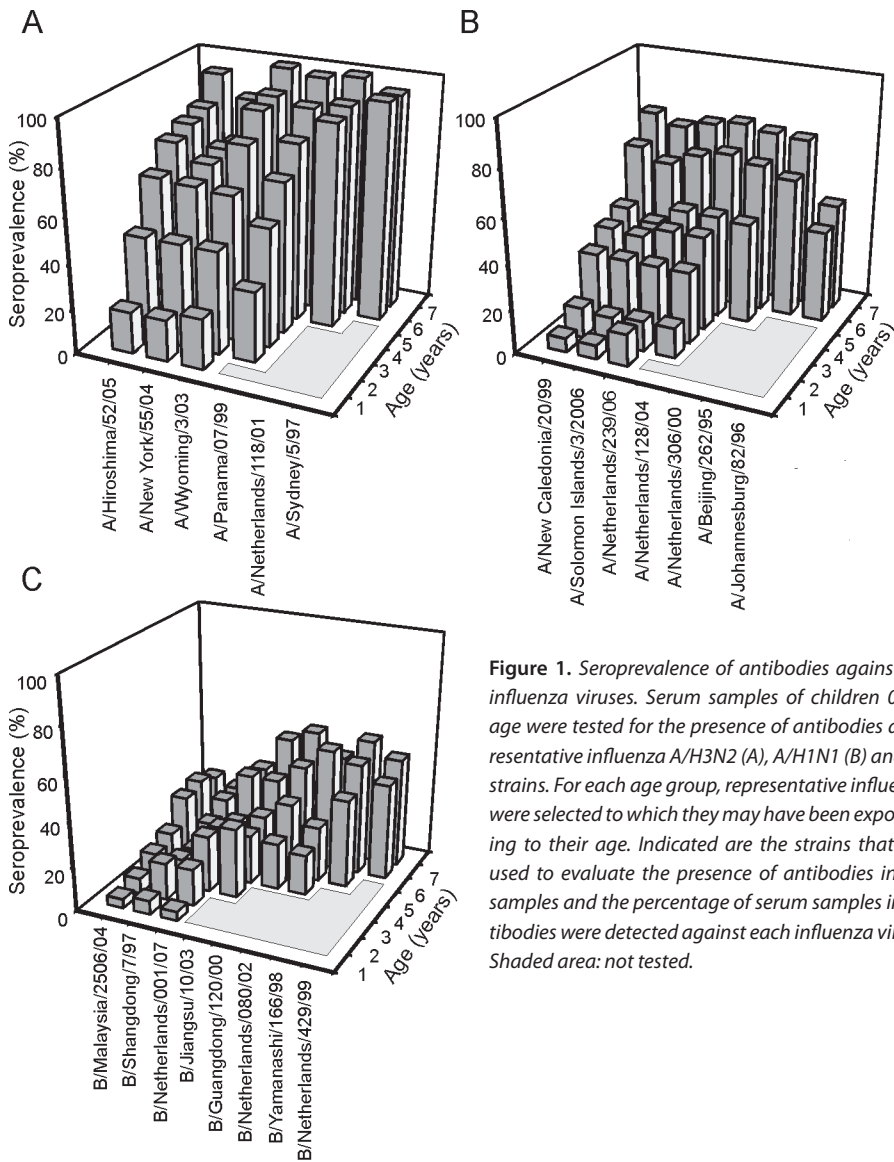 A
100
80
60
40
20
0
Seroprevalence (%)
1
2
3
4
5
6
7
Age (years)
A/Hiroshima/52/05
A/New York/55/04
A/Wyoming/3/03
A/Panama/07/99
A/Netherlands/118/01
A/Sydney/5/97
B
100
80
60
40
20
0
Seroprevalence (%)
1
2
3
4
5
6
7
Age (years)
A/New Caledonia/20/99
A/Solomon Islands/3/2006
A/Netherlands/239/06
A/Netherlands/128/04
A/Netherlands/306/00
A/Beijing/262/95
A/Johannesburg/82/96
C
100
80
60
40
20
0
Seroprevalence (%)
1
2
3
4
5
6
7
Age (years)
B/Malaysia/2506/04
B/Shangdong/7/97
B/Netherlands/001/07
B/Jiangsu/10/03
B/Guangdong/120/00
B/Netherlands/080/02
B/Yamanashi/166/98
B/Netherlands/429/99
Figure 1. Seroprevalence of antibodies agains
influenza viruses. Serum samples of children 0
age were tested for the presence of antibodies a
resentative influenza A/H3N2 (A), A/H1N1 (B) an
strains. For each age group, representative influe
were selected to which they may have been expo
ing to their age. Indicated are the strains that
used to evaluate the presence of antibodies in
samples and the percentage of serum samples i
tibodies were detected against each influenza vi
Shaded area: not tested.